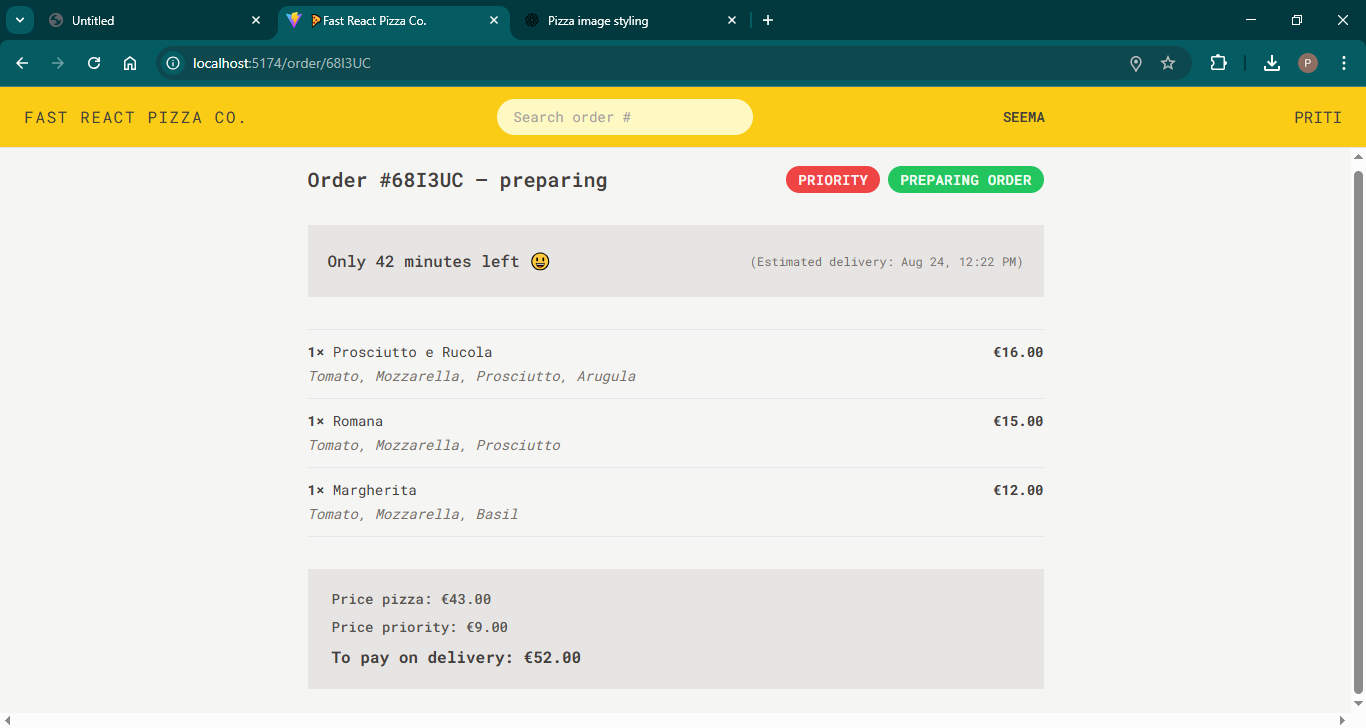 Untitled
🍕Fast React Pizza Co.
Pizza image styling
localhost:5174/order/68I3UC
P
FAST REACT PIZZA CO.
Search order #
SEEMA
PRITI
Order #68I3UC – preparing
PRIORITY
PREPARING ORDER
Only 42 minutes left 😃
(Estimated delivery: Aug 24, 12:22 PM)
1× Prosciutto e Rucola
€16.00
Tomato, Mozzarella, Prosciutto, Arugula
1× Romana
€15.00
Tomato, Mozzarella, Prosciutto
1× Margherita
€12.00
Tomato, Mozzarella, Basil
Price pizza: €43.00
Price priority: €9.00
To pay on delivery: €52.00